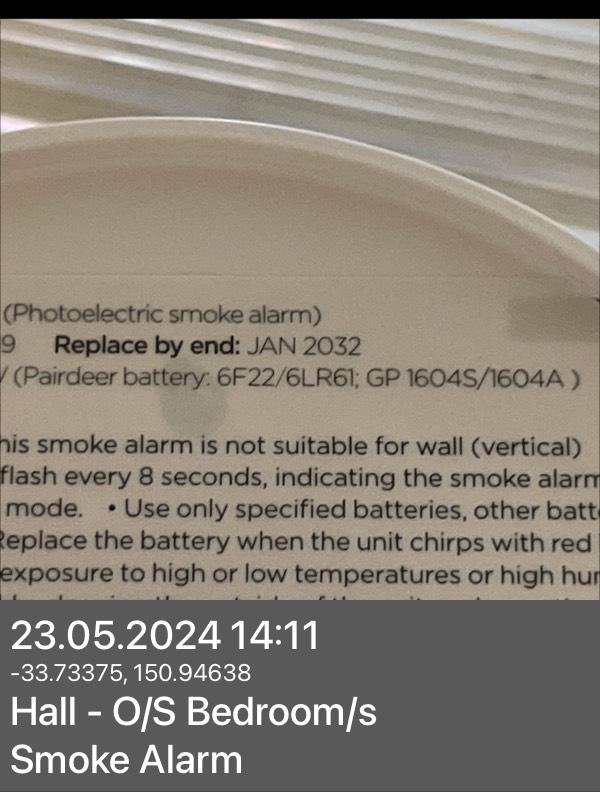 (Photoelectric smoke alarm)
9 Replace by end: JAN 2032
/ (Pairdeer battery: 6F22/6LR61; GP 1604S/1604A )
his smoke alarm is not suitable for wall (vertical)
flash every 8 seconds, indicating the smoke alarm
mode. • Use only specified batteries, other batt
Replace the battery when the unit chirps with red
exposure to high or low temperatures or high hu
23.05.2024 14:11
-33.73375, 150.94638
Hall - O/S Bedroom/s
Smoke Alarm